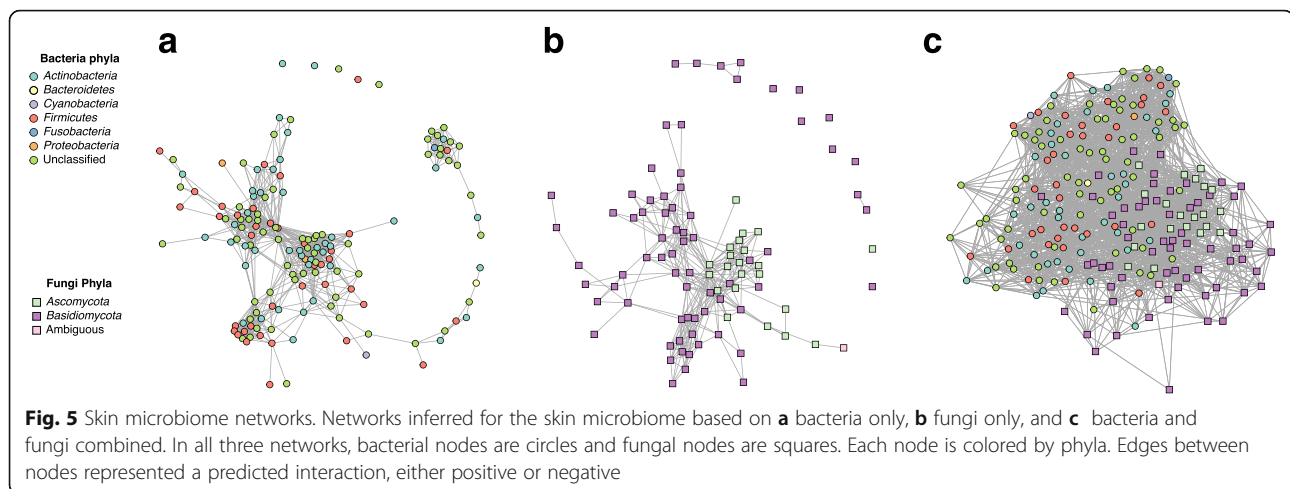 a
b
c
Bacteria phyla
Actinobacteria
Bacteroidetes
Cyanobacteria
Firmicutes
Fusobacteria
Proteobacteria
Unclassified
Fungi Phyla
Ascomycota
Basidiomycota
Ambiguous
Fig. 5 Skin microbiome networks. Networks inferred for the skin microbiome based on a bacteria only, b fungi only, and c bacteria and
fungi combined. In all three networks, bacterial nodes are circles and fungal nodes are squares. Each node is colored by phyla. Edges between
nodes represented a predicted interaction, either positive or negative